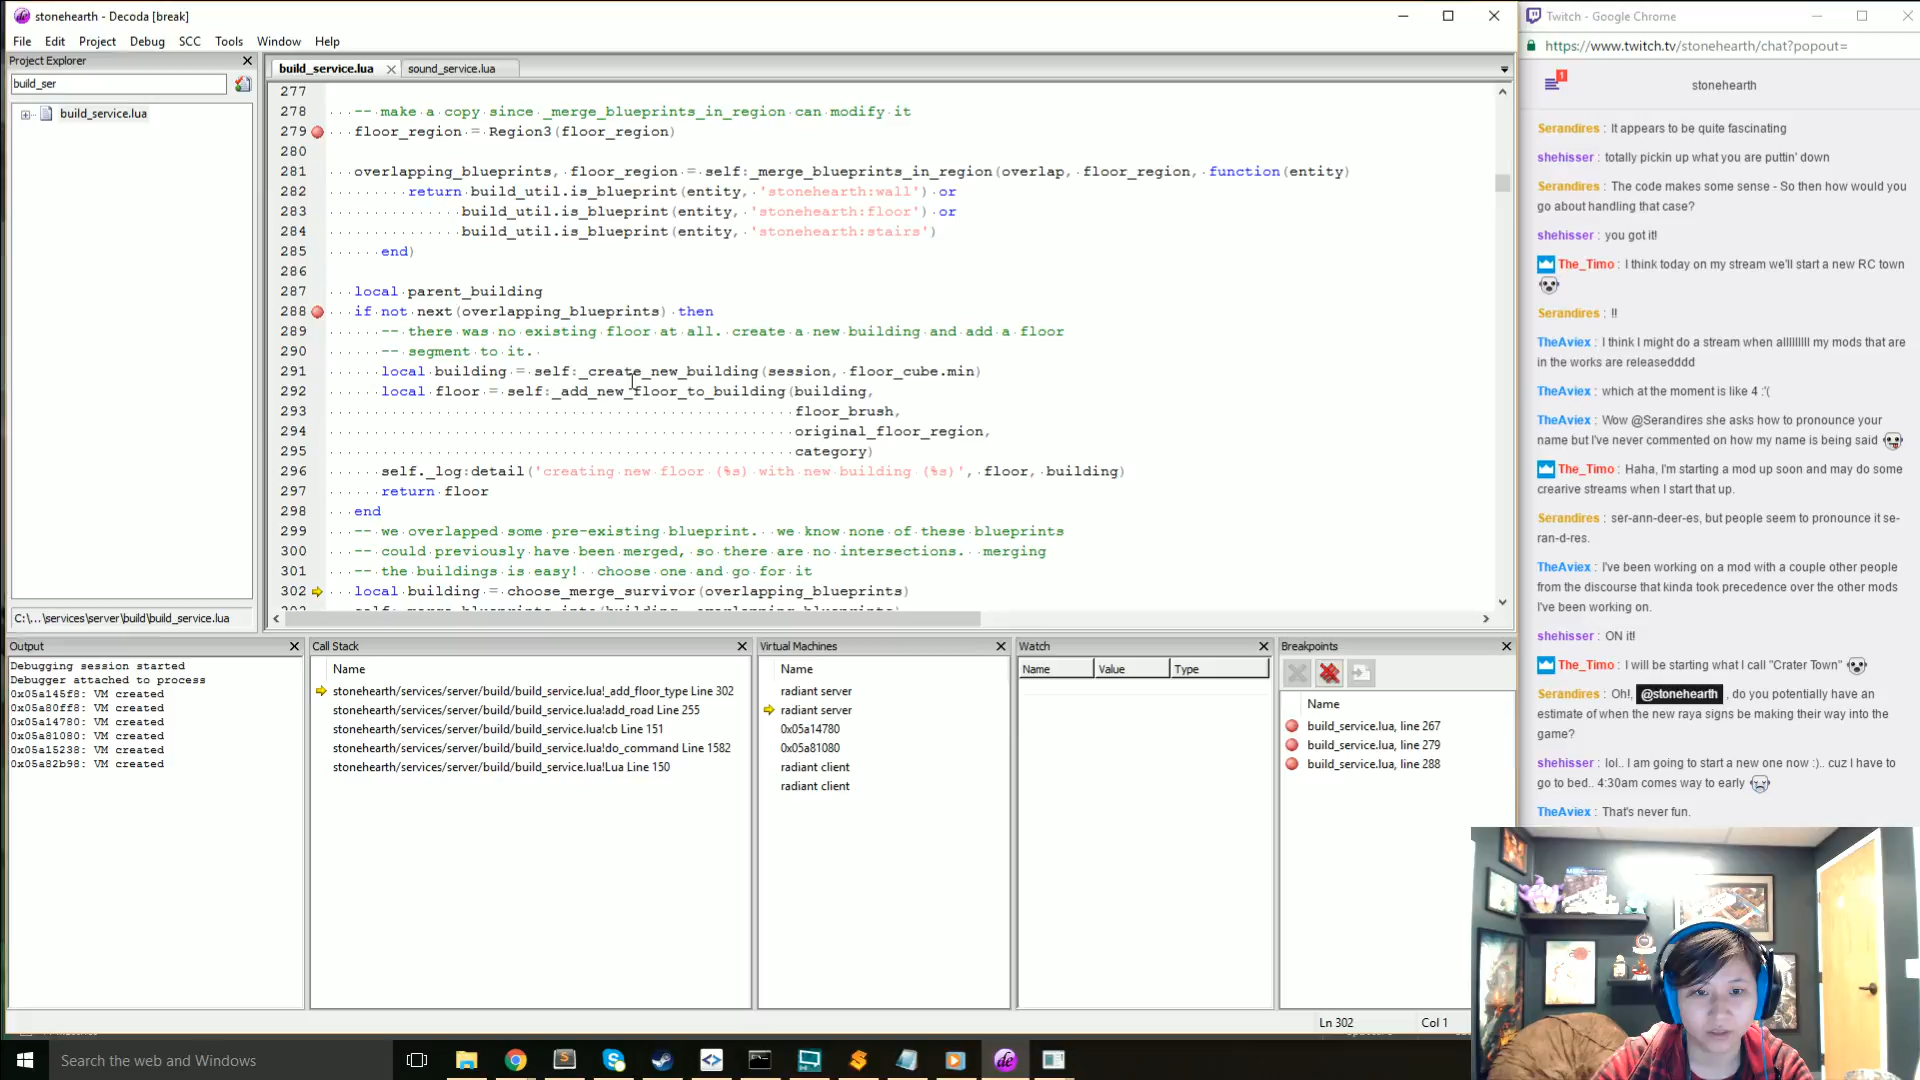 stonehearth - Decoda [break]
File Edit Project Debug SCC Tools Window Help
Project Explorer
build_ser
build_service.lua
C:\...\services\server\build\build_service.lua
build_service.lua sound_service.lua
277
278 -- make a copy since _merge_blueprints_in_region can modify it
279 floor_region = Region3(floor_region)
280
281 overlapping_blueprints, floor_region = self:_merge_blueprints_in_region(overlap, floor_region, function(entity)
282 return build_util.is_blueprint(entity, 'stonehearth:wall') or
283 build_util.is_blueprint(entity, 'stonehearth:floor') or
284 build_util.is_blueprint(entity, 'stonehearth:stairs')
285 end)
286
287 local parent_building
288 if not next(overlapping_blueprints) then
289 -- there was no existing floor at all. create a new building and add a floor
290 -- segment to it.
291 local building = self:_create_new_building(session, floor_cube.min)
292 local floor = self:_add_new_floor_to_building(building,
293 floor_brush,
294 original_floor_region,
295 category)
296 self._log:detail('creating new floor (%s) with new building (%s)', floor, building)
297 return floor
298 end
299 -- we overlapped some pre-existing blueprint. we know none of these blueprints
300 -- could previously have been merged, so there are no intersections. merging
301 -- the buildings is easy! choose one and go for it
302 local building = choose_merge_survivor(overlapping_blueprints)
Output
Debugging session started
Debugger attached to process
0x05a145f8: VM created
0x05a80ff8: VM created
0x05a14780: VM created
0x05a81080: VM created
0x05a15238: VM created
0x05a82b98: VM created
Call Stack
Name
stonehearth/services/server/build/build_service.lua!_add_floor_type Line 302
stonehearth/services/server/build/build_service.lua!add_road Line 255
stonehearth/services/server/build/build_service.lua!cb Line 151
stonehearth/services/server/build/build_service.lua!do_command Line 1582
stonehearth/services/server/build/build_service.lua!Lua Line 150
Virtual Machines
Name
radiant server
radiant server
0x05a14780
0x05a81080
radiant client
radiant client
Watch
Name Value Type
Breakpoints
Name
build_service.lua, line 267
build_service.lua, line 279
build_service.lua, line 288
Ln 302 Col 1
Search the web and Windows
Twitch - Google Chrome
https://www.twitch.tv/stonehearth/chat?popout=
1
stonehearth
Serandires : It appears to be quite fascinating
shehisser : totally pickin up what you are puttin' down
Serandires : The code makes some sense - So then how would you
go about handling that case?
shehisser : you got it!
The_Timo : I think today on my stream we'll start a new RC town
Serandires : !!
TheAviex : I think I might do a stream when alllllllll my mods that are
in the works are releasedddd
TheAviex : which at the moment is like 4 :'(
TheAviex : Wow @Serandires she asks how to pronounce your
name but I've never commented on how my name is being said
The_Timo : Haha, I'm starting a mod up soon and may do some
crearive streams when I start that up.
Serandires : ser-ann-deer-es, but people seem to pronounce it se-
ran-d-res.
TheAviex : I've been working on a mod with a couple other people
from the discourse that kinda took precedence over the other mods
I've been working on.
shehisser : ON it!
The_Timo : I will be starting what I call "Crater Town"
Serandires : Oh!, @stonehearth , do you potentially have an
estimate of when the new raya signs be making their way into the
game?
shehisser : lol.. I am going to start a new one now :).. cuz I have to
go to bed.. 4:30am comes way to early
TheAviex : That's never fun.